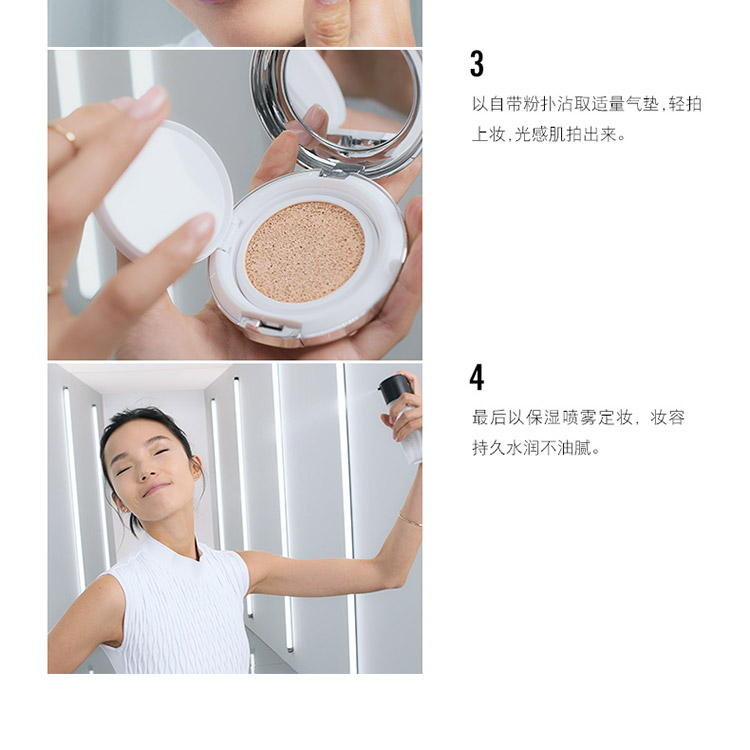 3
以自带粉扑沾取适量气垫,轻拍
上妆,光感肌拍出来。
4
最后以保湿喷雾定妆, 妆容
持久水润不油腻。